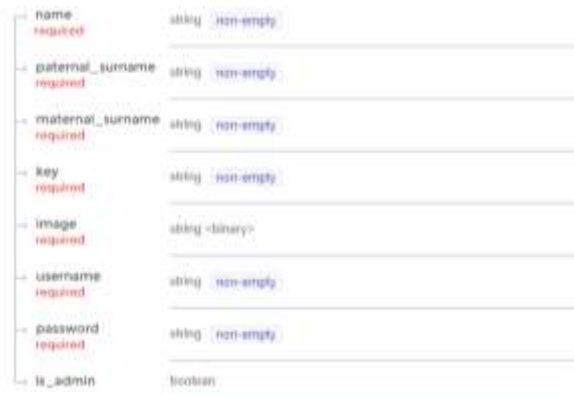 name string non-empty
required
paternal_surname string non-empty
required
maternal_surname string non-empty
required
key string non-empty
required
image string <binary>
required
username string non-empty
required
password string non-empty
required
is_admin boolean